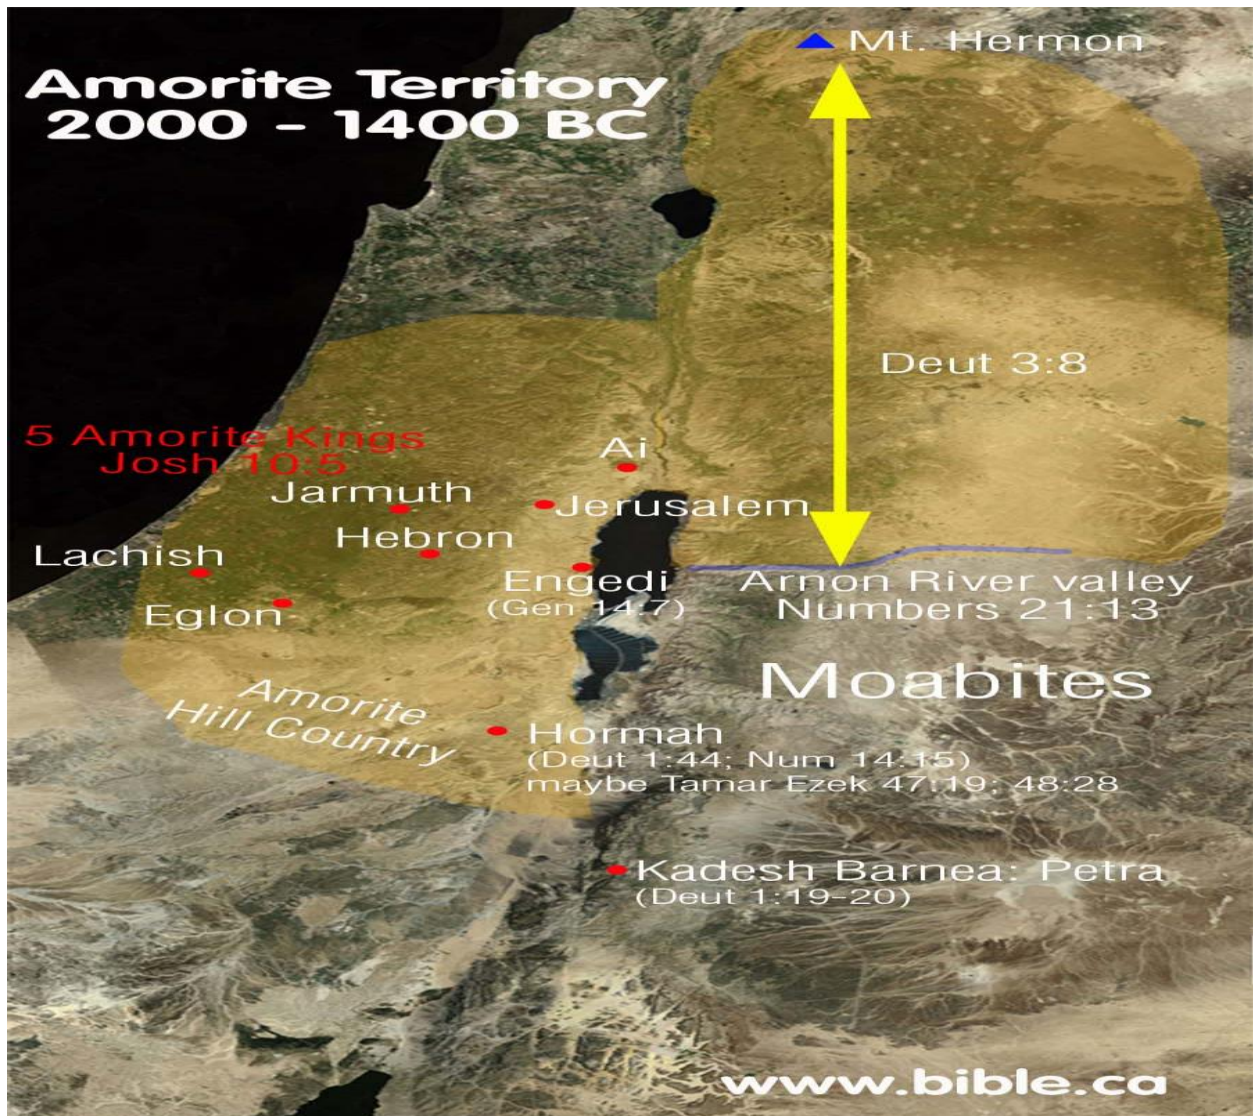 Mt. Hermon
Amorite Territory
2000 - 1400 BC
Deut 3:8
5 Amorite Kings
Josh 10:5
Ai
Jarmuth
Jerusalem
Hebron
Lachish
Engedi
(Gen 14:7)
Eglon
Arnon River valley
Numbers 21:13
Moabites
Amorite
Hill Country
Hormah
(Deut 1:44; Num 14:15)
maybe Tamar Ezek 47:19; 48:28
Kadesh Barnea: Petra
(Deut 1:19-20)
www.bible.ca